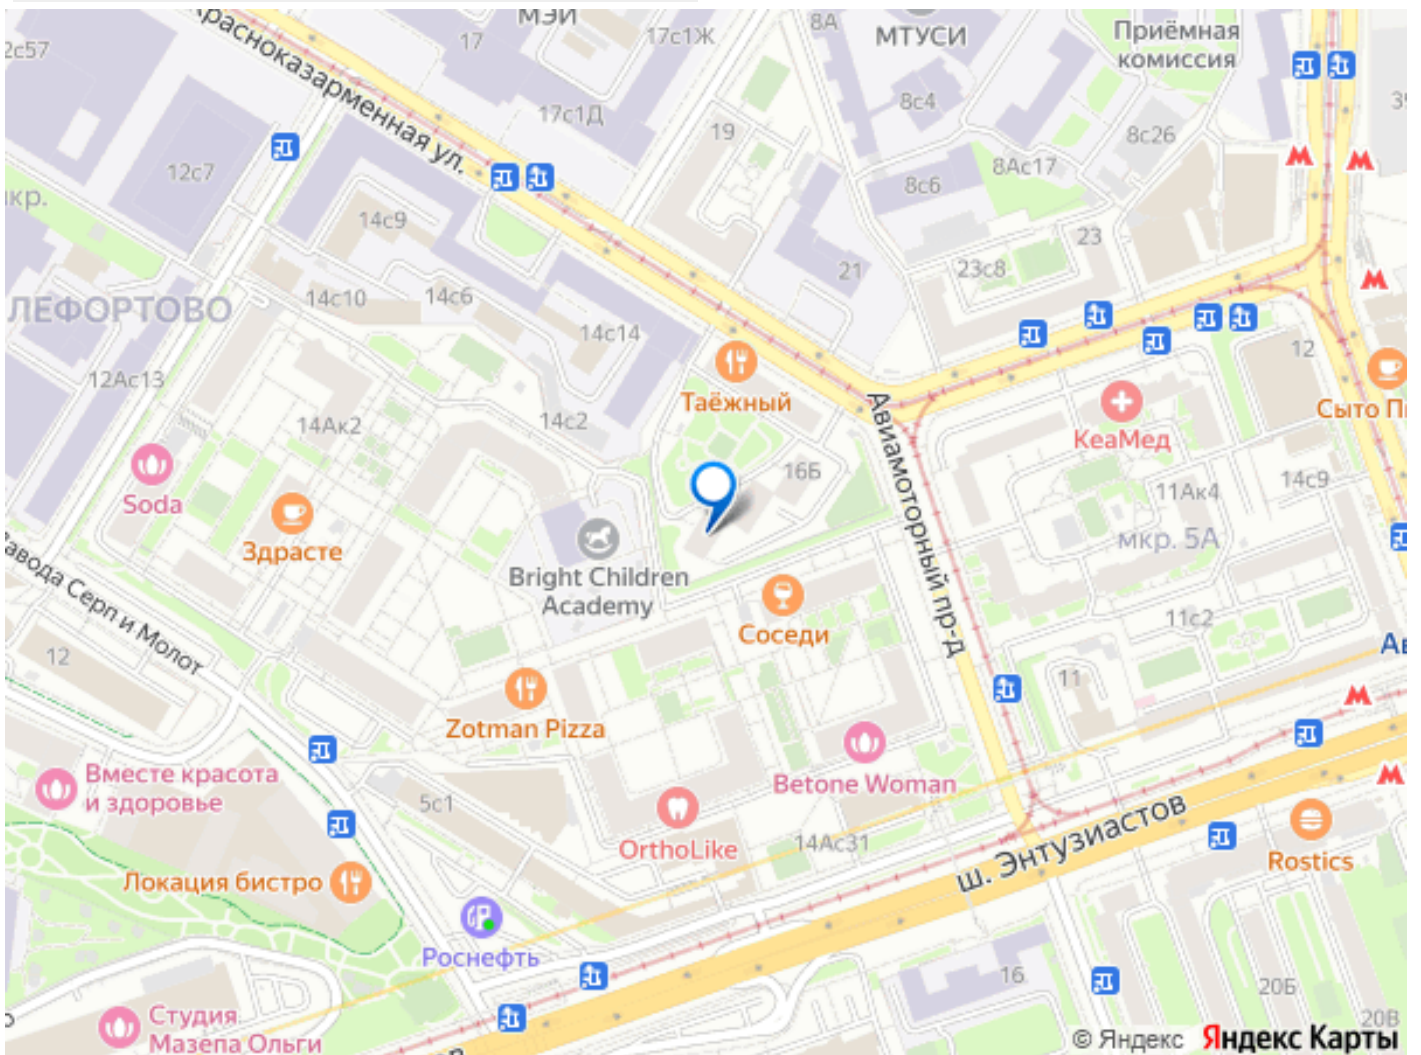 МЭИ
8А
2с57
17
17с1Ж
МТУСИ
Приёмная
комиссия
Красноказарменная ул.
17с1Д
8с4
19
8с26
12с7
8Ас17
8с6
мкр.
14с9
23
21
23с8
14с10
14с6
ЛЕФОРТОВО
14с14
12
12Ас13
Таёжный
14Ак2
14с2
Авиамоторный пр-д
КеаМед
16Б
11Ак4
14с9
Soda
Здрасте
мкр. 5А
Bright Children
Academy
Завода Серп и Молот
Соседи
11с2
12
11
Zotman Pizza
Вместе красота
и здоровье
5с1
Betone Woman
14Ас31
OrthoLike
ш. Энтузиастов
Rostics
Локация бистро
Роснефть
16
20Б
Студия
Мазепа Ольги
20В
© Яндекс Яндекс Карты